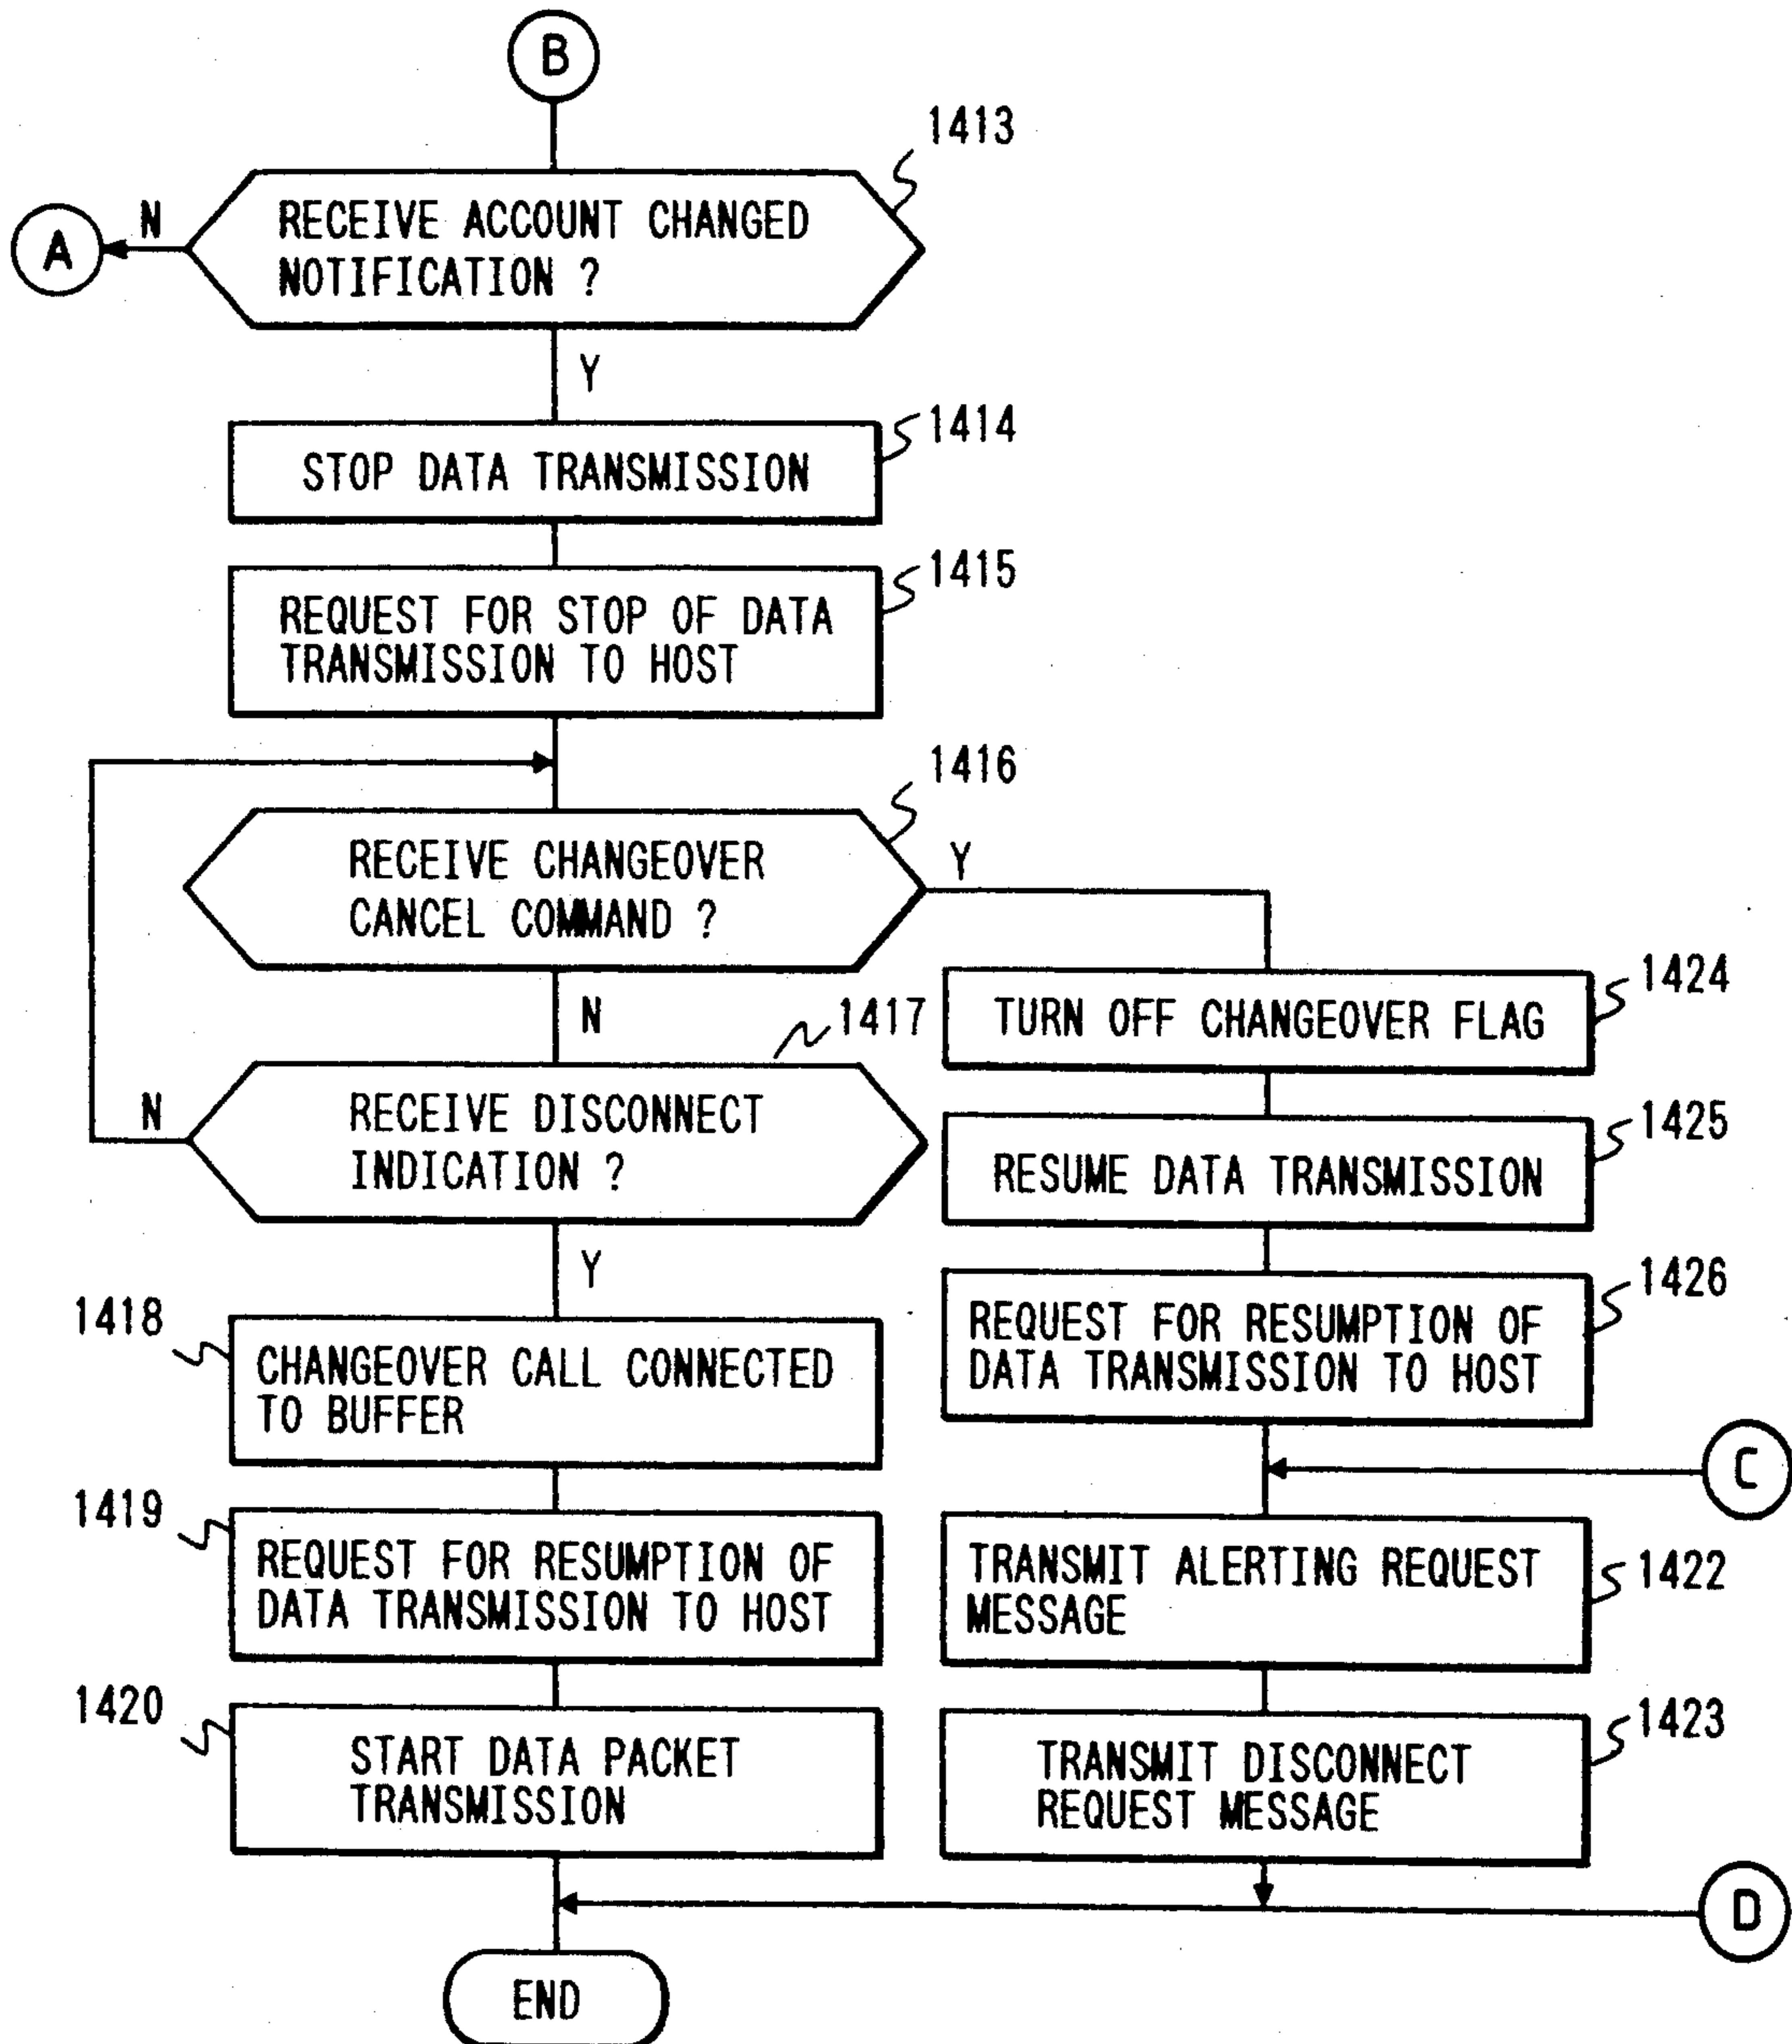 B
1413
A
N
RECEIVE ACCOUNT CHANGED
NOTIFICATION ?
Y
1414
STOP DATA TRANSMISSION
1415
REQUEST FOR STOP OF DATA
TRANSMISSION TO HOST
1416
RECEIVE CHANGEOVER
CANCEL COMMAND ?
Y
N
1417
RECEIVE DISCONNECT
INDICATION ?
N
Y
1418
CHANGEOVER CALL CONNECTED
TO BUFFER
1419
REQUEST FOR RESUMPTION OF
DATA TRANSMISSION TO HOST
1420
START DATA PACKET
TRANSMISSION
1424
TURN OFF CHANGEOVER FLAG
1425
RESUME DATA TRANSMISSION
1426
REQUEST FOR RESUMPTION OF
DATA TRANSMISSION TO HOST
C
TRANSMIT ALERTING REQUEST
MESSAGE
1422
1423
TRANSMIT DISCONNECT
REQUEST MESSAGE
D
END